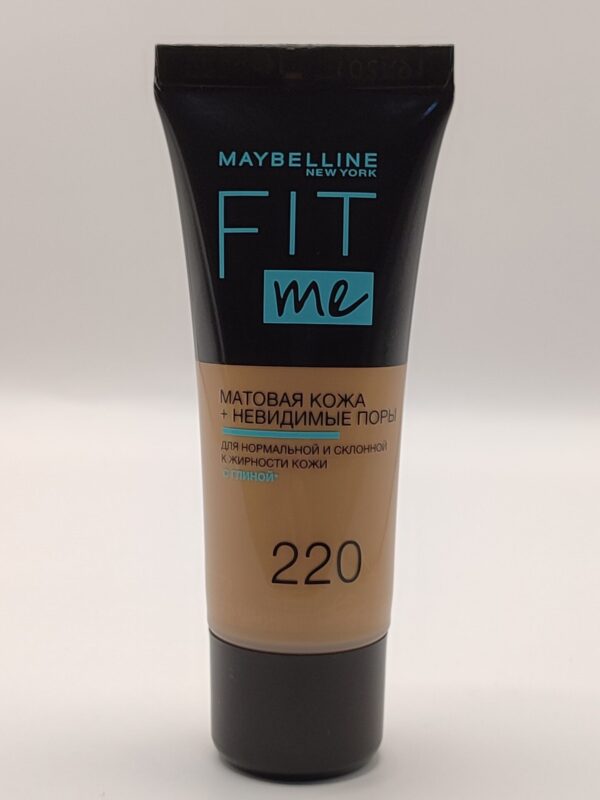 MAYBELLINE
NEW YORK
FIT
me
МАТОВАЯ КОЖА
+ НЕВИДИМЫЕ ПОРЫ
ДЛЯ НОРМАЛЬНОЙ И СКЛОННОЙ
К ЖИРНОСТИ КОЖИ
С ГЛИНОЙ*
220